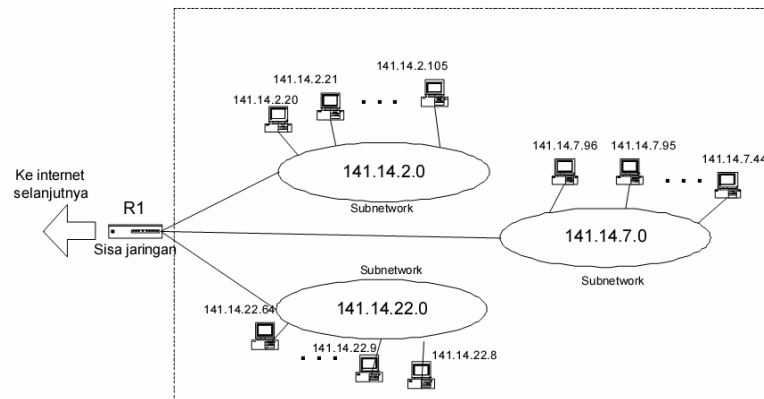 141.14.2.105
141.14.2.21
141.14.2.20
. . .
141.14.2.0
Subnetwork
141.14.7.96
141.14.7.95
. . .
141.14.7.44
141.14.7.0
Subnetwork
Ke internet
selanjutnya
R1
Sisa jaringan
Subnetwork
141.14.22.0
141.14.22.64
. . .
141.14.22.9
141.14.22.8